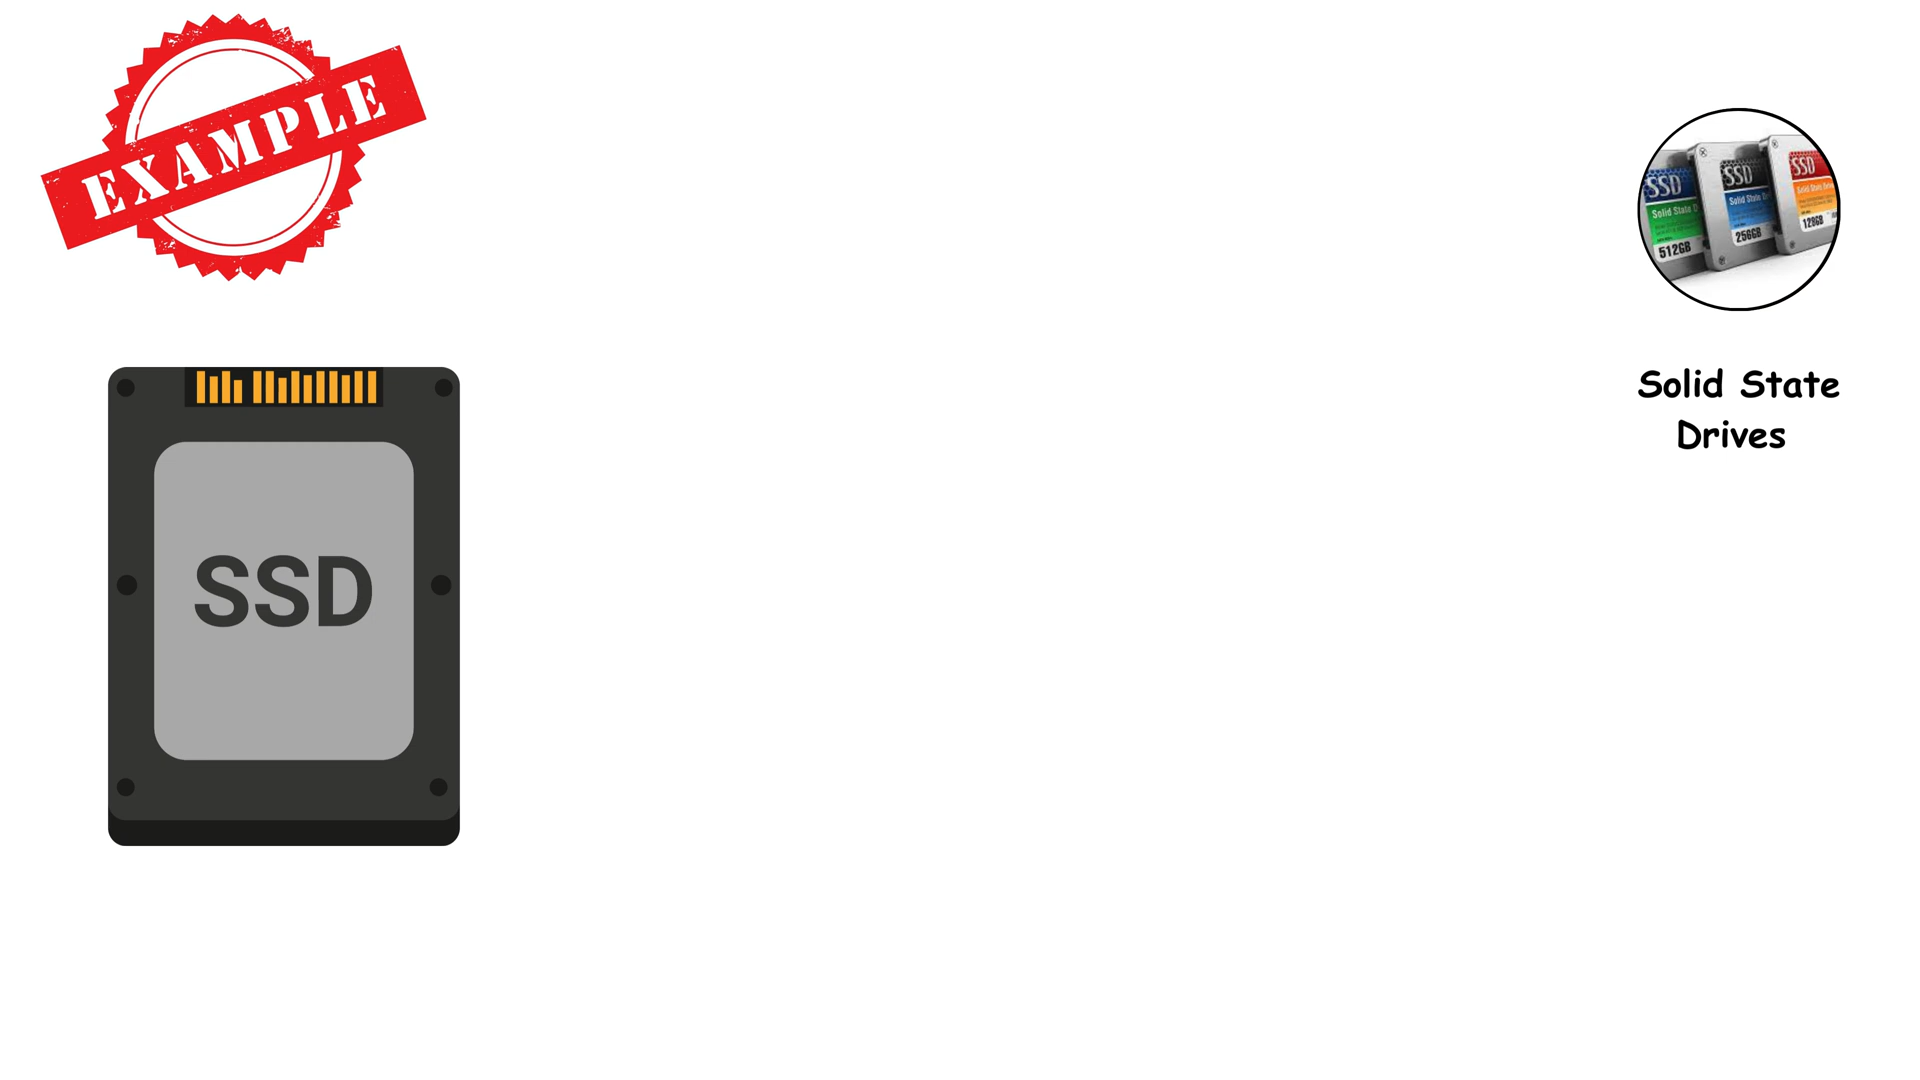 EXAMPLE
SSD
SSD
Solid State
512GB
SSD
Solid State
256GB
SSD
Solid State Drive
128GB
Solid State
Drives